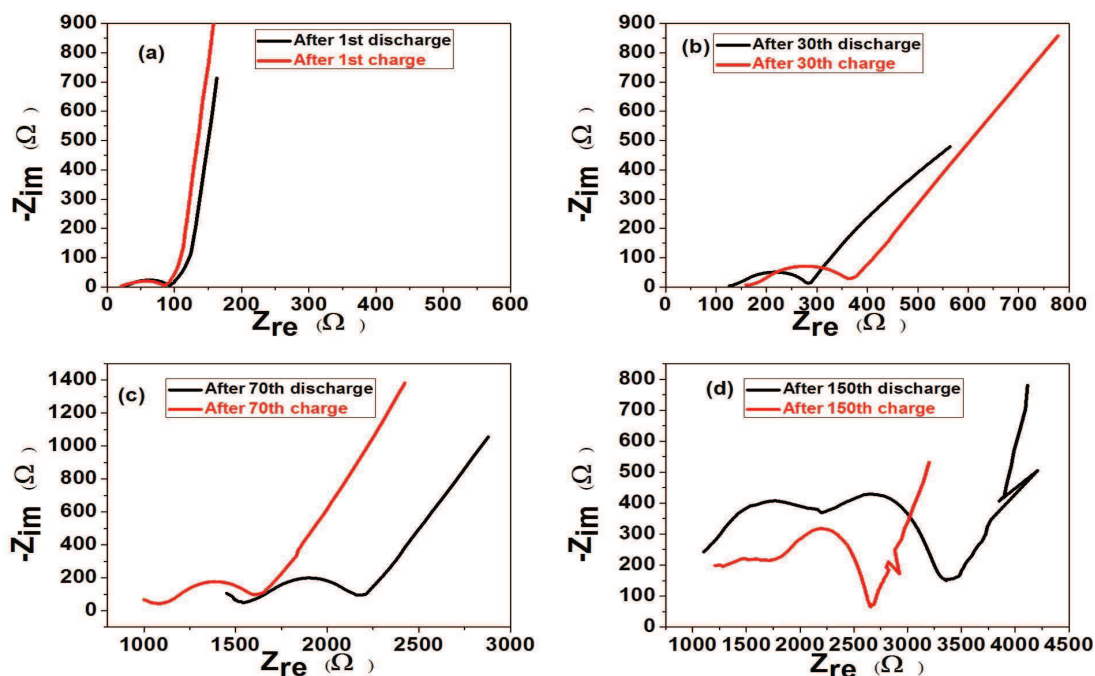 (a)
After 1st discharge
After 1st charge
900
800
700
600
500
400
300
200
100
0
-Zim (Ω)
0 100 200 300 400 500 600
Zre (Ω)
(b)
After 30th discharge
After 30th charge
900
800
700
600
500
400
300
200
100
0
-Zim (Ω)
0 100 200 300 400 500 600 700 800
Zre (Ω)
(c)
After 70th discharge
After 70th charge
1400
1200
1000
800
600
400
200
0
-Zim (Ω)
1000 1500 2000 2500 3000
Zre (Ω)
(d)
After 150th discharge
After 150th charge
800
700
600
500
400
300
200
100
0
-Zim (Ω)
1000 1500 2000 2500 3000 3500 4000 4500
Zre (Ω)